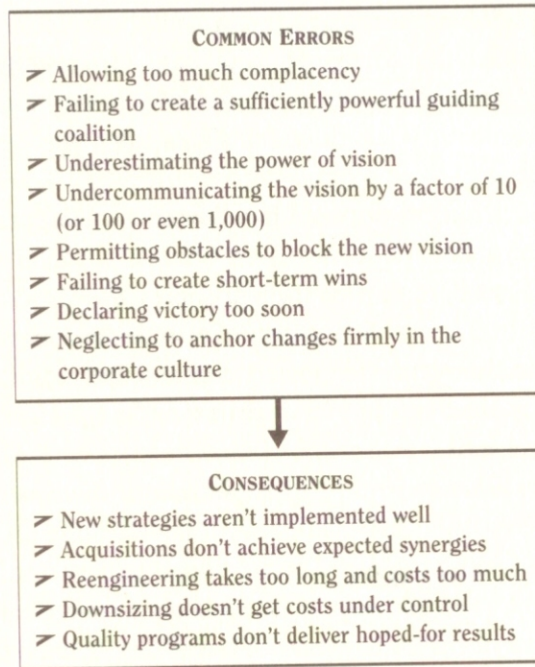 COMMON ERRORS
➢ Allowing too much complacency
➢ Failing to create a sufficiently powerful guiding
coalition
➢ Underestimating the power of vision
➢ Undercommunicating the vision by a factor of 10
(or 100 or even 1,000)
➢ Permitting obstacles to block the new vision
➢ Failing to create short-term wins
➢ Declaring victory too soon
➢ Neglecting to anchor changes firmly in the
corporate culture
CONSEQUENCES
➢ New strategies aren't implemented well
➢ Acquisitions don't achieve expected synergies
➢ Reengineering takes too long and costs too much
➢ Downsizing doesn't get costs under control
➢ Quality programs don't deliver hoped-for results